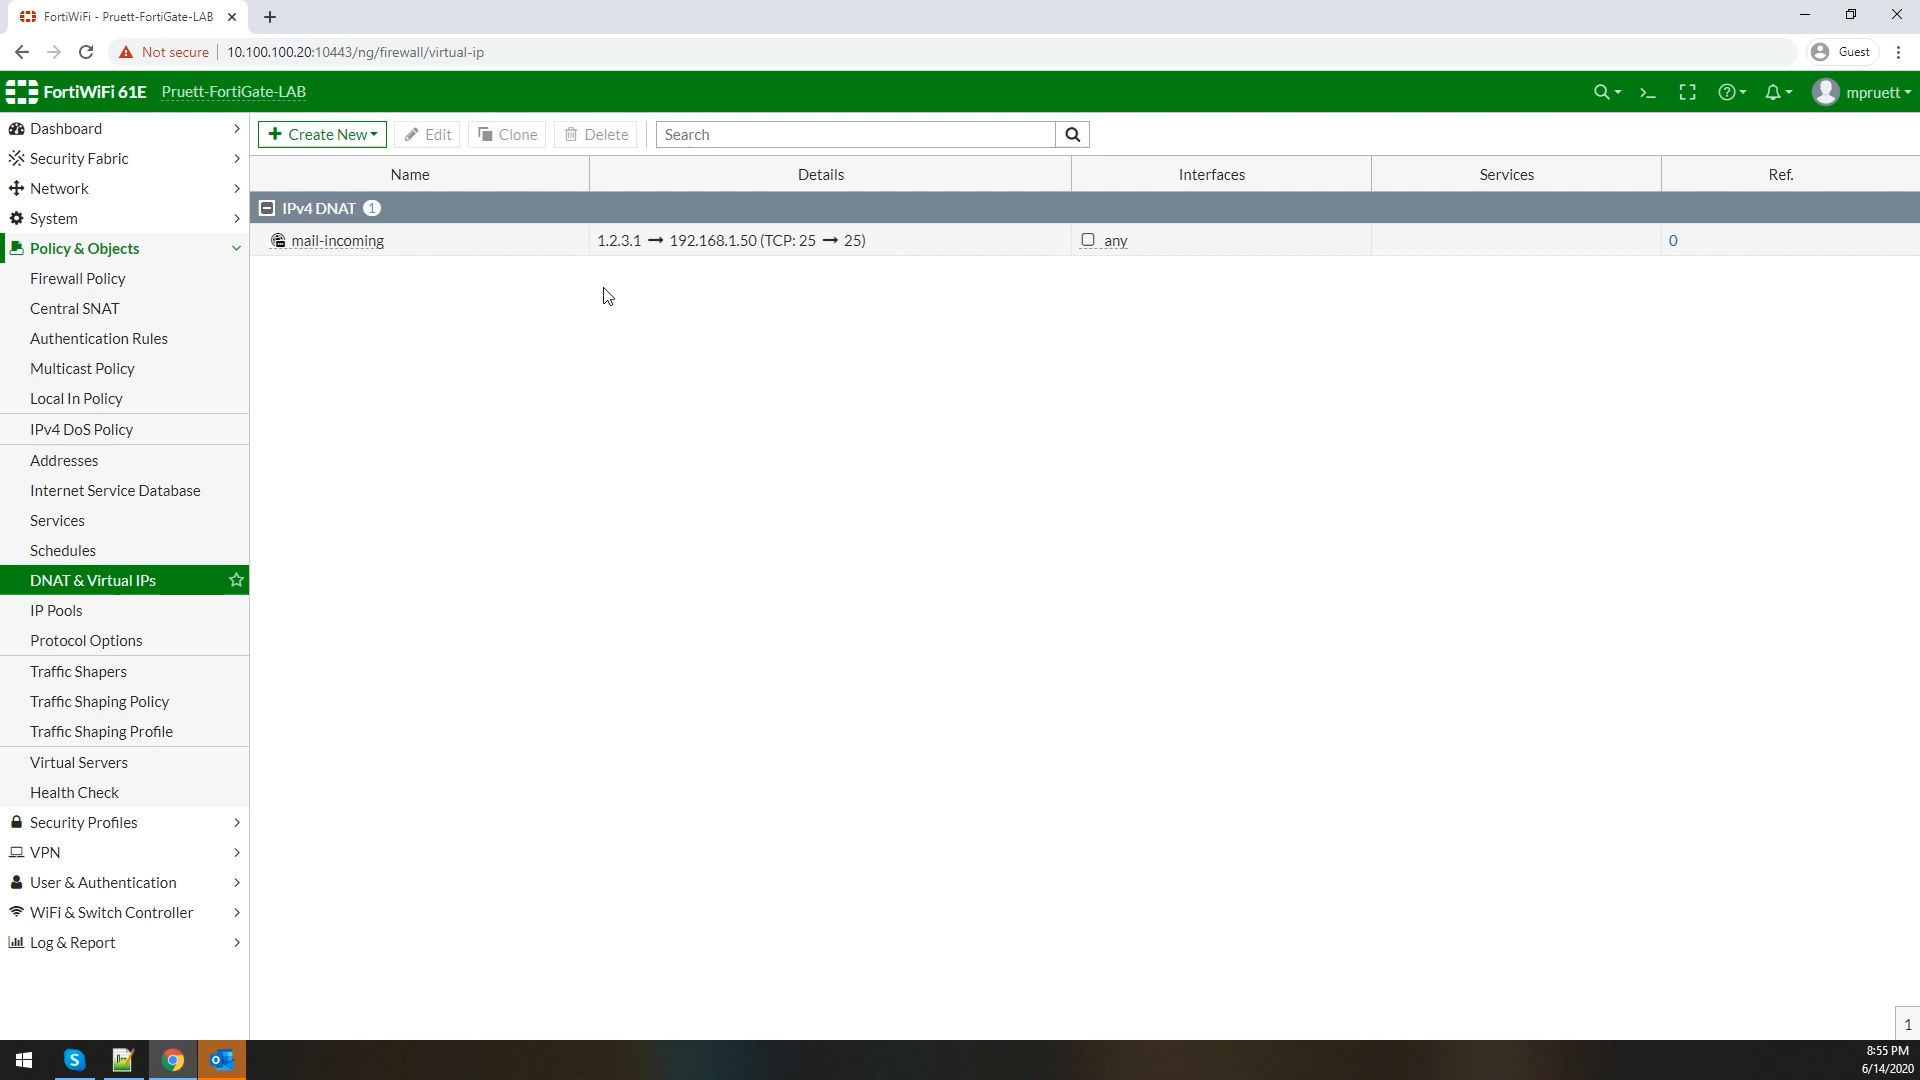 FortiWiFi - Pruett-FortiGate-LAB
Not secure 10.100.100.20:10443/ng/firewall/virtual-ip Guest
FortiWiFi 61E Pruett-FortiGate-LAB mpruett
Dashboard
Security Fabric
Network
System
Policy & Objects
Firewall Policy
Central SNAT
Authentication Rules
Multicast Policy
Local In Policy
IPv4 DoS Policy
Addresses
Internet Service Database
Services
Schedules
DNAT & Virtual IPs
IP Pools
Protocol Options
Traffic Shapers
Traffic Shaping Policy
Traffic Shaping Profile
Virtual Servers
Health Check
Security Profiles
VPN
User & Authentication
WiFi & Switch Controller
Log & Report
Create New Edit Clone Delete Search
Name Details Interfaces Services Ref.
IPv4 DNAT 1
mail-incoming 1.2.3.1 → 192.168.1.50 (TCP: 25 → 25) any 0
1
8:55 PM
6/14/2020